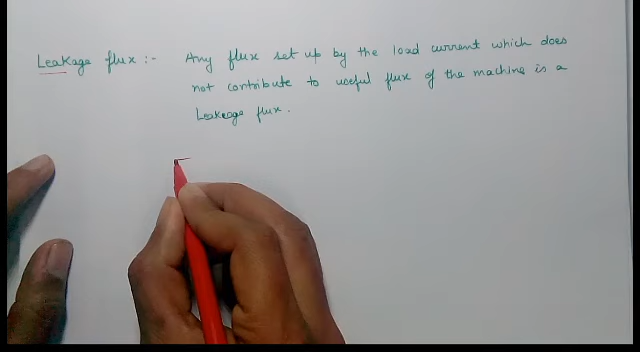 Leakage flux :- Any flux set up by the load current which does
not contribute to useful flux of the machine is a
Leakage flux.